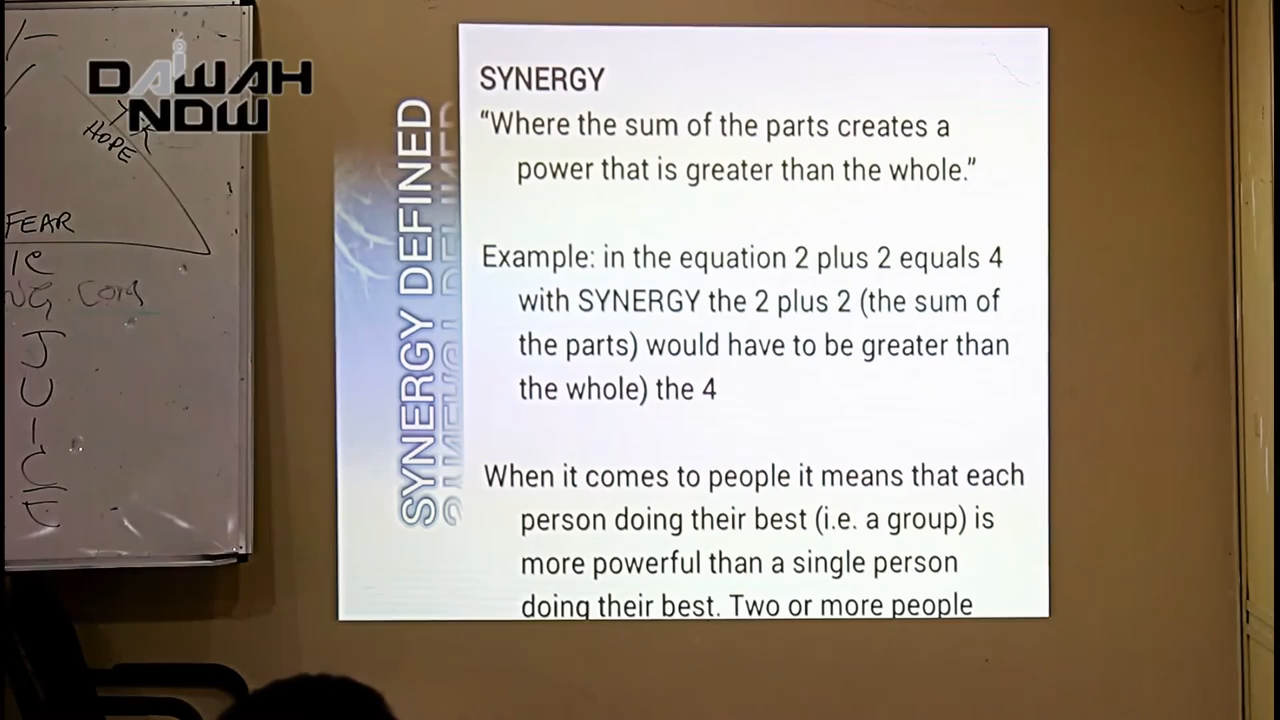 DAWAH
NOW
HOPE
FEAR
J
U
I
C
E
SYNERGY DEFINED
SYNERGY
“Where the sum of the parts creates a
power that is greater than the whole.”
Example: in the equation 2 plus 2 equals 4
with SYNERGY the 2 plus 2 (the sum of
the parts) would have to be greater than
the whole) the 4
When it comes to people it means that each
person doing their best (i.e. a group) is
more powerful than a single person
doing their best. Two or more people